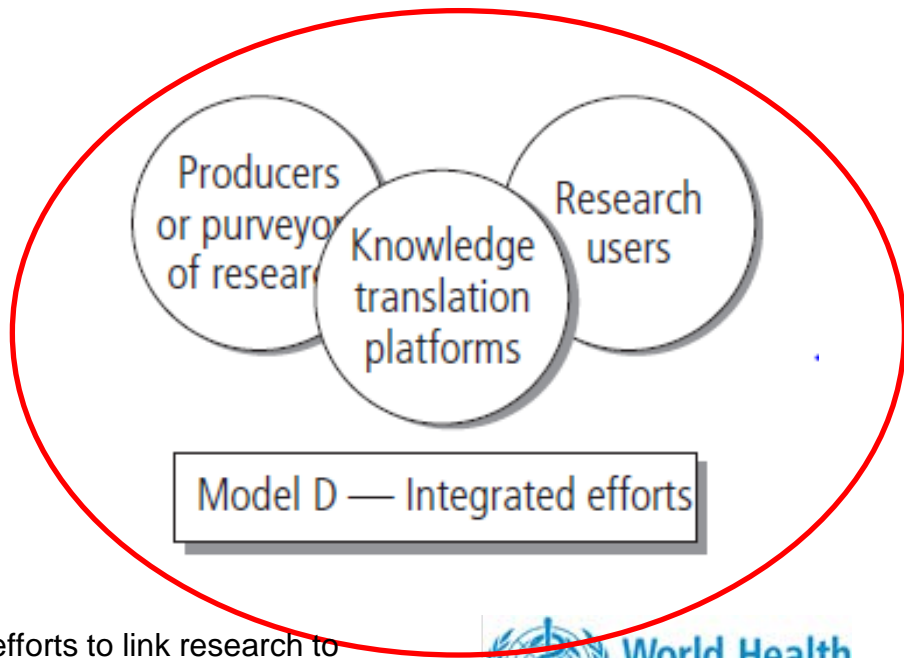 Producers
or purveyor
of resear
Knowledge
translation
platforms
Research
users
Model D — Integrated efforts
efforts to link research to
World Health